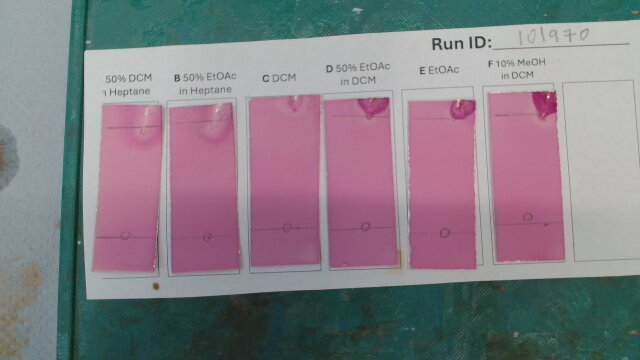 Run ID: 101970
50% DCM
in Heptane
B 50% EtOAc
in Heptane
C DCM
D 50% EtOAc
in DCM
E EtOAc
F 10% MeOH
in DCM